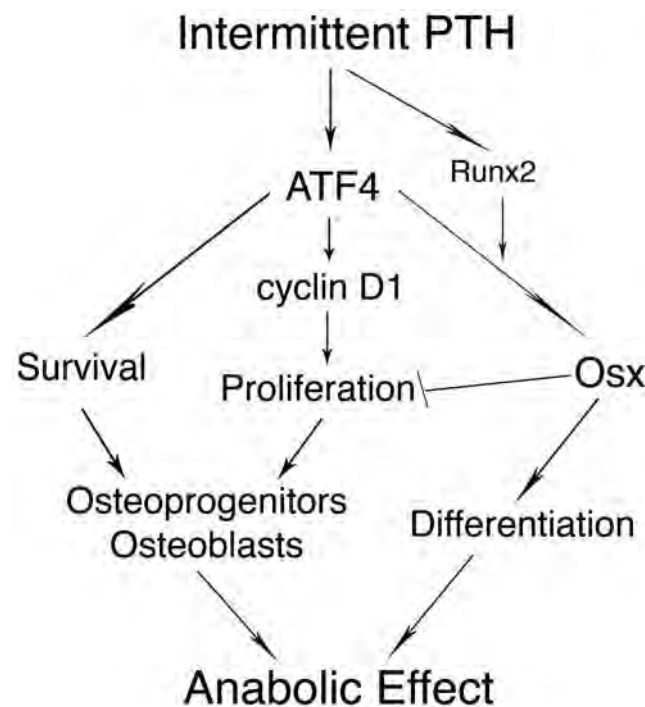 Intermittent PTH
Runx2
ATF4
cyclin D1
Survival
Proliferation
Osx
Osteoprogenitors
Osteoblasts
Differentiation
Anabolic Effect